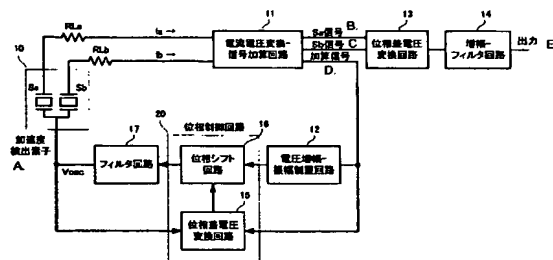 RLa
ia →
11
電流電圧変換-
信号加算回路
Sa信号 B.
Sb信号 C
加算信号
D.
13
位相差電圧
変換回路
14
増幅-
フィルタ回路
出力 E
10
RLb
ib →
Sa
Sb
加速度
検出素子
A.
Vosc
20
位相制御回路
17
フィルタ回路
16
位相シフト
回路
12
電圧増幅-
振幅制限回路
15
位相差電圧
変換回路